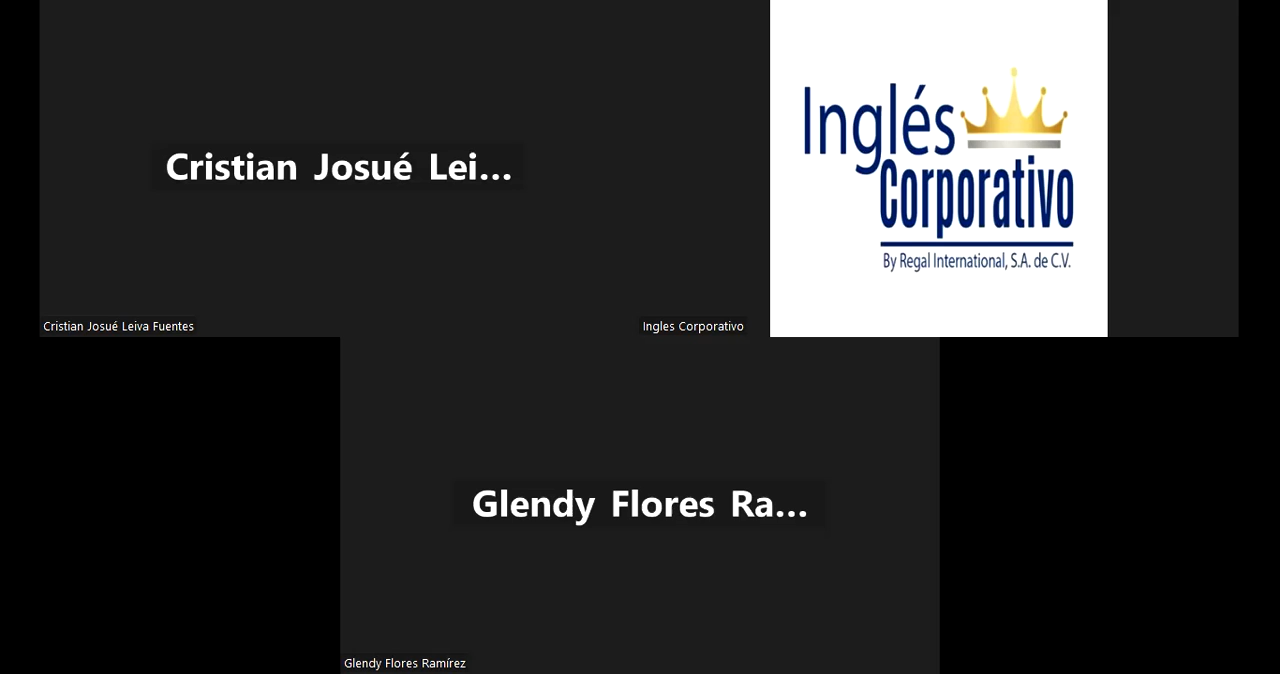 Cristian Josué Lei...
Cristian Josué Leiva Fuentes
Inglés
Corporativo
By Regal International, S.A. de C.V.
Ingles Corporativo
Glendy Flores Ra...
Glendy Flores Ramírez